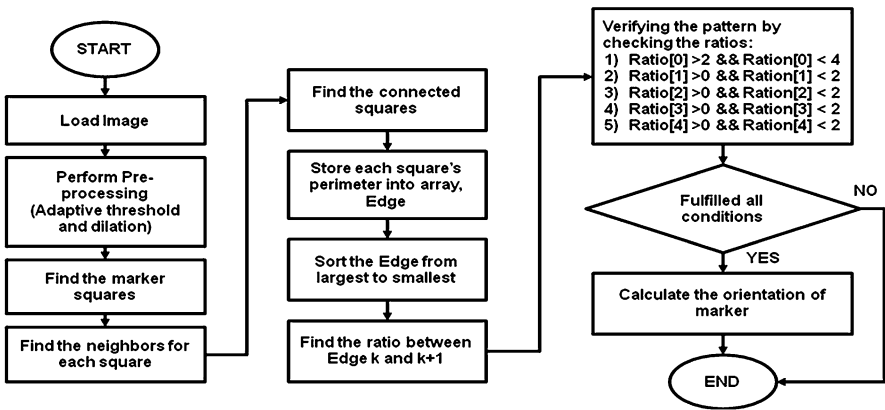 START
Load Image
Perform Pre-
processing
(Adaptive threshold
and dilation)
Find the marker
squares
Find the neighbors for
each square
Find the connected
squares
Store each square's
perimeter into array,
Edge
Sort the Edge from
largest to smallest
Find the ratio between
Edge k and k+1
Verifying the pattern by
checking the ratios:
1) Ratio[0] >2 && Ration[0] < 4
2) Ratio[1] >0 && Ration[1] < 2
3) Ratio[2] >0 && Ration[2] < 2
4) Ratio[3] >0 && Ration[3] < 2
5) Ratio[4] >0 && Ration[4] < 2
Fulfilled all
conditions
NO
YES
Calculate the orientation of
marker
END